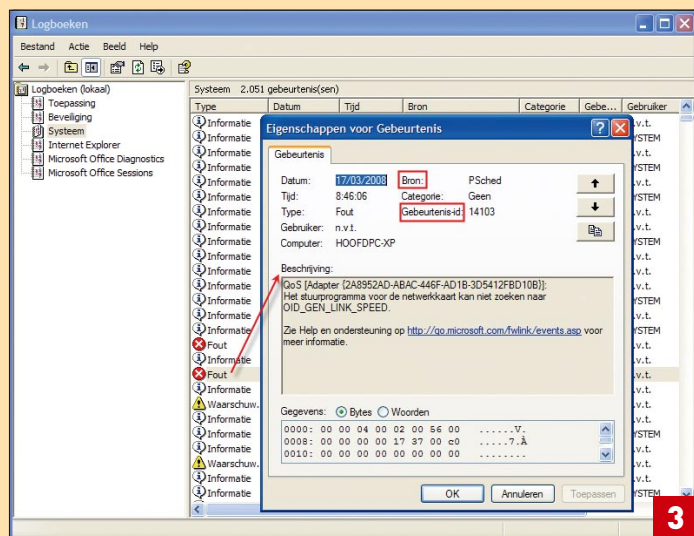 Logboeken
Bestand Actie Beeld Help
Logboeken (lokaal)
Toepassing
Beveiliging
Systeem
Internet Explorer
Microsoft Office Diagnostics
Microsoft Office Sessions
Systeem 2.051 gebeurtenis(sen)
Type Datum Tijd Bron Categorie Gebe... Gebruiker
Informatie .v.t.
Informatie YSTEM
Informatie .v.t.
Informatie YSTEM
Informatie .v.t.
Informatie YSTEM
Informatie .v.t.
Informatie .v.t.
Informatie YSTEM
Informatie .v.t.
Informatie YSTEM
Informatie .v.t.
Informatie YSTEM
Informatie .v.t.
Informatie YSTEM
Fout .v.t.
Informatie .v.t.
Fout .v.t.
Informatie .v.t.
Waarschuw. .v.t.
Informatie .v.t.
Informatie YSTEM
Informatie .v.t.
Waarschuw. .v.t.
Informatie .v.t.
Informatie YSTEM
Eigenschappen voor Gebeurtenis
Gebeurtenis
Datum: 17/03/2008 Bron: PSched
Tijd: 8:46:06 Categorie: Geen
Type: Fout Gebeurtenis-id: 14103
Gebruiker: n.v.t.
Computer: HOOFDPC-XP
Beschrijving:
QoS [Adapter {2A8952AD-ABAC-446F-AD1B-3D5412FBD10B}]:
Het stuurprogramma voor de netwerkkaart kan niet zoeken naar
OID_GEN_LINK_SPEED.
Zie Help en ondersteuning op http://go.microsoft.com/fwlink/events.asp voor
meer informatie.
Gegevens: Bytes Woorden
0000: 00 00 04 00 02 00 56 00 ......V.
0008: 00 00 00 00 17 37 00 c0 .....7.À
0010: 00 00 00 00 00 00 00 00 ........
OK Annuleren Toepassen
3